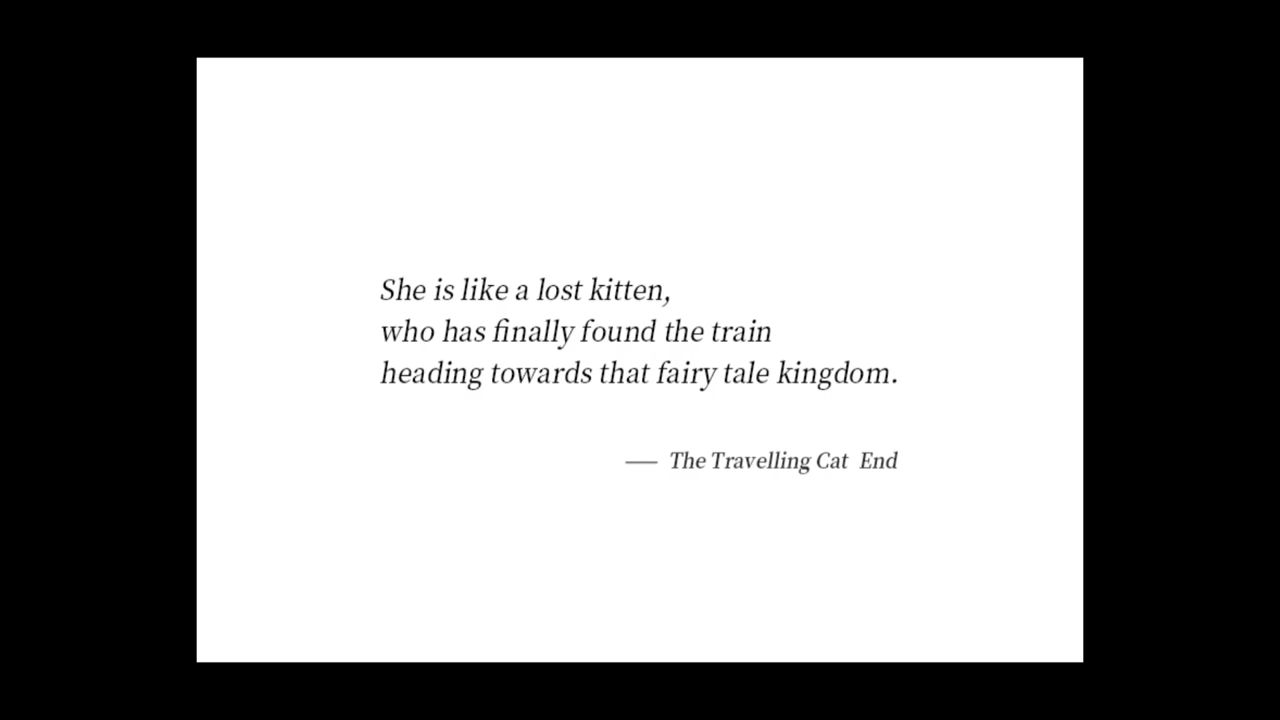 She is like a lost kitten,
who has finally found the train
heading towards that fairy tale kingdom.
— The Travelling Cat End